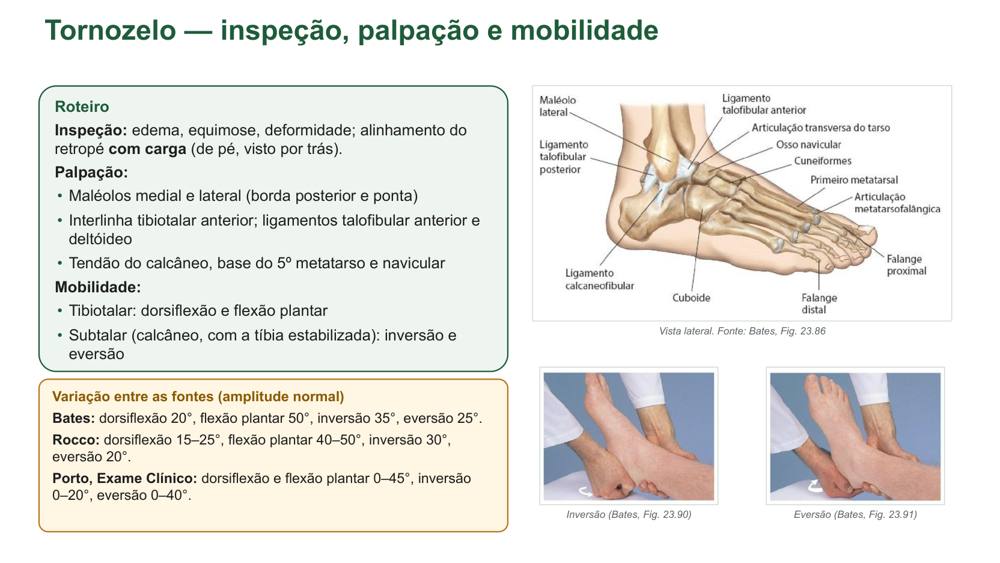 Tornozelo — inspeção, palpação e mobilidade
Roteiro
Inspeção: edema, equimose, deformidade; alinhamento do
retropé com carga (de pé, visto por trás).
Palpação:
• Maléolos medial e lateral (borda posterior e ponta)
• Interlinha tibiotalar anterior; ligamentos talofibular anterior e
deltóideo
• Tendão do calcâneo, base do 5º metatarso e navicular
Mobilidade:
• Tibiotalar: dorsiflexão e flexão plantar
• Subtalar (calcâneo, com a tíbia estabilizada): inversão e
eversão
Variação entre as fontes (amplitude normal)
Bates: dorsiflexão 20°, flexão plantar 50°, inversão 35°, eversão 25°.
Rocco: dorsiflexão 15–25°, flexão plantar 40–50°, inversão 30°,
eversão 20°.
Porto, Exame Clínico: dorsiflexão e flexão plantar 0–45°, inversão
0–20°, eversão 0–40°.
Maléolo
lateral
Ligamento
talofibular
posterior
Ligamento
talofibular anterior
Articulação transversa do tarso
Osso navicular
Cuneiformes
Primeiro metatarsal
Articulação
metatarsofalângica
Falange
proximal
Falange
distal
Cuboide
Ligamento
calcaneofibular
Vista lateral. Fonte: Bates, Fig. 23.86
Inversão (Bates, Fig. 23.90)
Eversão (Bates, Fig. 23.91)